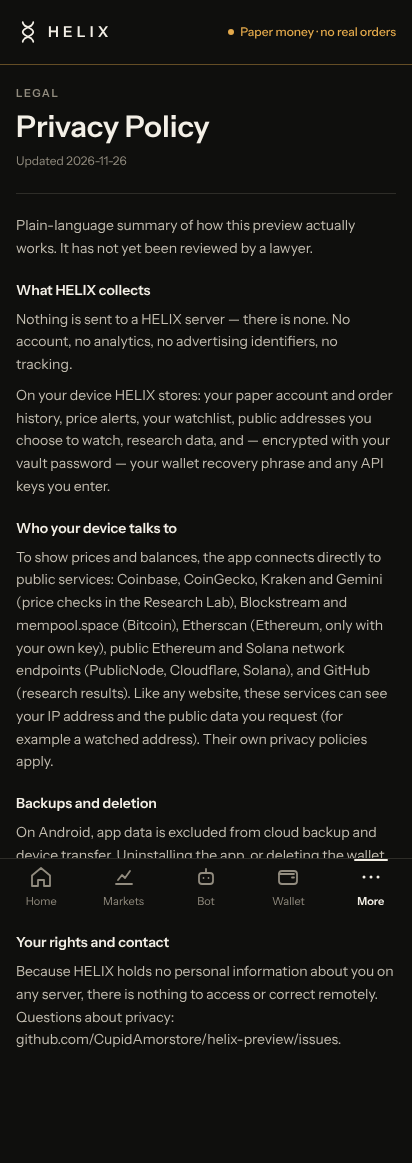 HELIX
Paper money · no real orders
LEGAL
Privacy Policy
Updated 2026-11-26
Plain-language summary of how this preview actually
works. It has not yet been reviewed by a lawyer.
What HELIX collects
Nothing is sent to a HELIX server — there is none. No
account, no analytics, no advertising identifiers, no
tracking.
On your device HELIX stores: your paper account and order
history, price alerts, your watchlist, public addresses you
choose to watch, research data, and — encrypted with your
vault password — your wallet recovery phrase and any API
keys you enter.
Who your device talks to
To show prices and balances, the app connects directly to
public services: Coinbase, CoinGecko, Kraken and Gemini
(price checks in the Research Lab), Blockstream and
mempool.space (Bitcoin), Etherscan (Ethereum, only with
your own key), public Ethereum and Solana network
endpoints (PublicNode, Cloudflare, Solana), and GitHub
(research results). Like any website, these services can see
your IP address and the public data you request (for
example a watched address). Their own privacy policies
apply.
Backups and deletion
On Android, app data is excluded from cloud backup and
device transfer. Uninstalling the app, or deleting the wallet
Home
Markets
Bot
Wallet
More
Your rights and contact
Because HELIX holds no personal information about you on
any server, there is nothing to access or correct remotely.
Questions about privacy:
github.com/CupidAmorstore/helix-preview/issues.